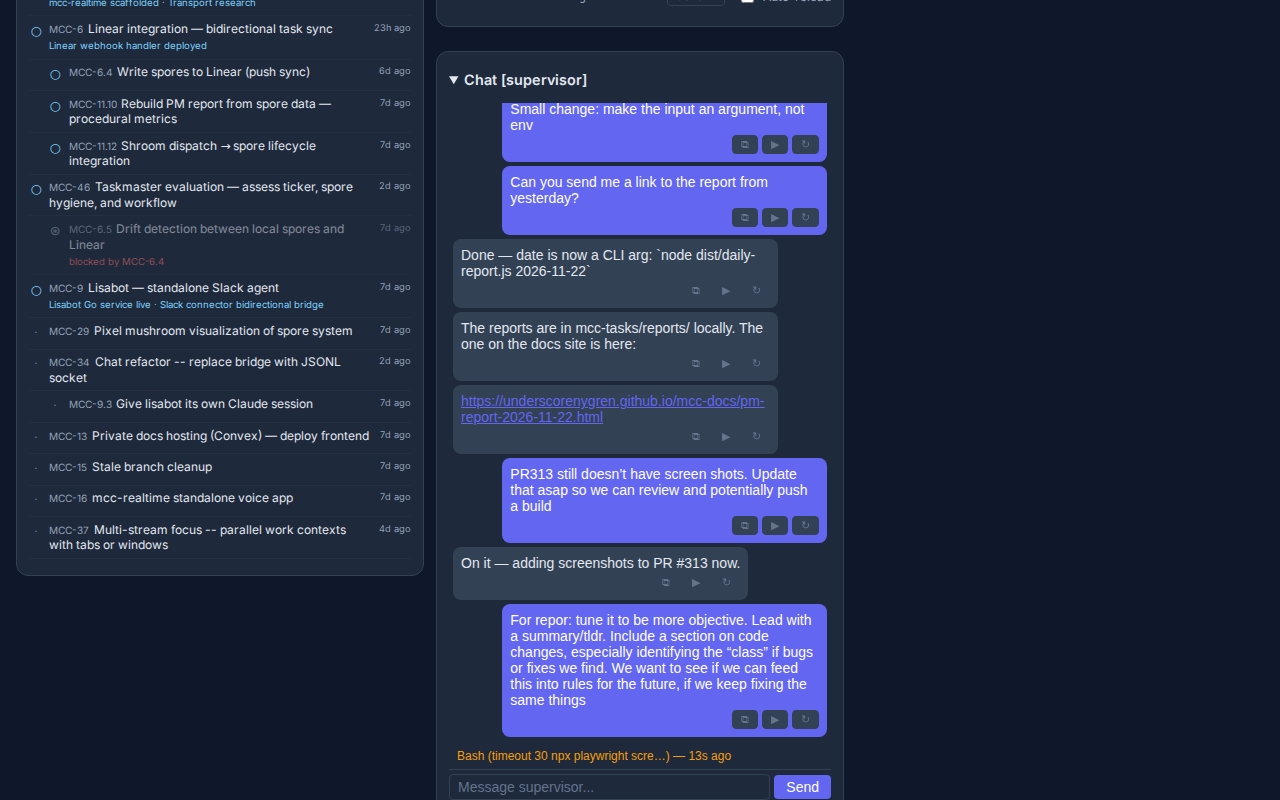 mcc-realtime scaffolded · Transport research
MCC-6 Linear integration — bidirectional task sync 23h ago
Linear webhook handler deployed
MCC-6.4 Write spores to Linear (push sync) 6d ago
MCC-11.10 Rebuild PM report from spore data — 7d ago
procedural metrics
MCC-11.12 Shroom dispatch → spore lifecycle 7d ago
integration
MCC-46 Taskmaster evaluation — assess ticker, spore 2d ago
hygiene, and workflow
MCC-6.5 Drift detection between local spores and 7d ago
Linear
blocked by MCC-6.4
MCC-9 Lisabot — standalone Slack agent 7d ago
Lisabot Go service live · Slack connector bidirectional bridge
MCC-29 Pixel mushroom visualization of spore system 7d ago
MCC-34 Chat refactor -- replace bridge with JSONL 2d ago
socket
MCC-9.3 Give lisabot its own Claude session 7d ago
MCC-13 Private docs hosting (Convex) — deploy frontend 7d ago
MCC-15 Stale branch cleanup 7d ago
MCC-16 mcc-realtime standalone voice app 7d ago
MCC-37 Multi-stream focus -- parallel work contexts 4d ago
with tabs or windows
▼ Chat [supervisor]
Small change: make the input an argument, not
env
Can you send me a link to the report from
yesterday?
Done — date is now a CLI arg: `node dist/daily-
report.js 2026-11-22`
The reports are in mcc-tasks/reports/ locally. The
one on the docs site is here:
https://underscorenygren.github.io/mcc-docs/pm-
report-2026-11-22.html
PR313 still doesn’t have screen shots. Update
that asap so we can review and potentially push
a build
On it — adding screenshots to PR #313 now.
For repor: tune it to be more objective. Lead with
a summary/tldr. Include a section on code
changes, especially identifying the “class” if bugs
or fixes we find. We want to see if we can feed
this into rules for the future, if we keep fixing the
same things
Bash (timeout 30 npx playwright scre…) — 13s ago
Message supervisor...
Send